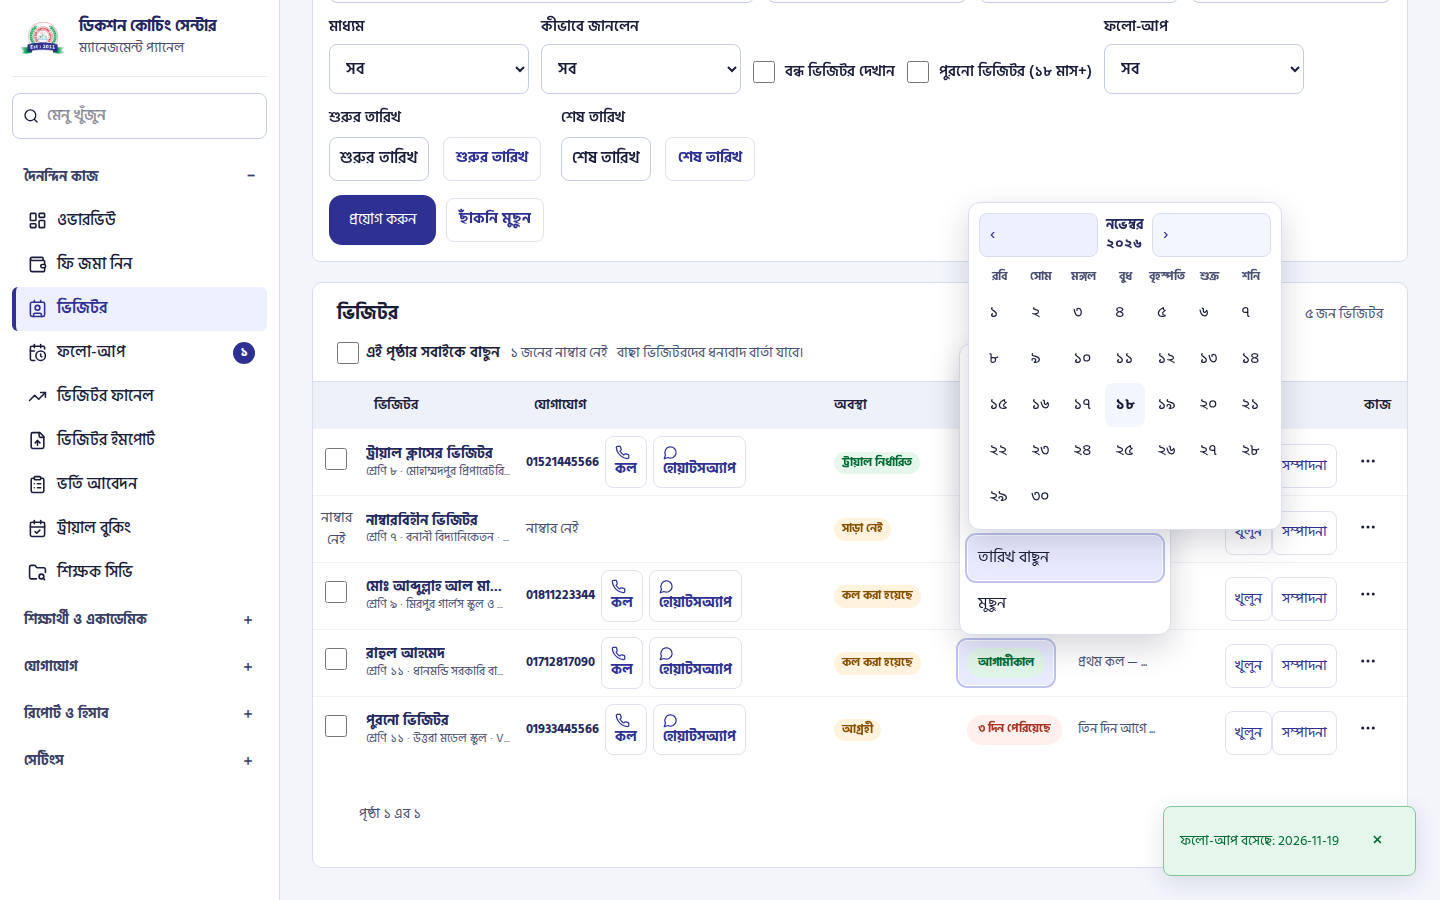 ডিকশন কোচিং সেন্টার
ম্যানেজমেন্ট প্যানেল
Est : 2011
মেনু খুঁজুন
দৈনন্দিন কাজ −
ওভারভিউ
ফি জমা নিন
ভিজিটর
ফলো-আপ ১
ভিজিটর ফানেল
ভিজিটর ইমপোর্ট
ভর্তি আবেদন
ট্রায়াল বুকিং
শিক্ষক সিভি
শিক্ষার্থী ও একাডেমিক +
যোগাযোগ +
রিপোর্ট ও হিসাব +
সেটিংস +
মাধ্যম কীভাবে জানলেন ফলো-আপ
সব সব বন্ধ ভিজিটর দেখান পুরনো ভিজিটর (১৮ মাস+) সব
শুরুর তারিখ শেষ তারিখ
শুরুর তারিখ শুরুর তারিখ শেষ তারিখ শেষ তারিখ
প্রয়োগ করুন ছাঁকনি মুছুন
ভিজিটর ৫ জন ভিজিটর
এই পৃষ্ঠার সবাইকে বাছুন ১ জনের নাম্বার নেই বাছা ভিজিটরদের ধন্যবাদ বার্তা যাবে।
ভিজিটর যোগাযোগ অবস্থা কাজ
ট্রায়াল ক্লাসের ভিজিটর
শ্রেণি ৮ · মোহাম্মদপুর প্রিপারেটরি...
01521445566 কল হোয়াটসঅ্যাপ ট্রায়াল নির্ধারিত সম্পাদনা ...
নাম্বার নেই
নাম্বারবিহীন ভিজিটর
শ্রেণি ৭ · বনানী বিদ্যানিকেতন · ...
নাম্বার নেই সাড়া নেই খুলুন সম্পাদনা ...
মোঃ আব্দুল্লাহ আল মা...
শ্রেণি ৯ · মিরপুর গার্লস স্কুল ও ...
01811223344 কল হোয়াটসঅ্যাপ কল করা হয়েছে খুলুন সম্পাদনা ...
রাহুল আহমেদ
শ্রেণি ১১ · ধানমন্ডি সরকারি বা...
01712817090 কল হোয়াটসঅ্যাপ কল করা হয়েছে আগামীকাল প্রথম কল — ... খুলুন সম্পাদনা ...
পুরনো ভিজিটর
শ্রেণি ১১ · উত্তরা মডেল স্কুল · V...
01933445566 কল হোয়াটসঅ্যাপ আগ্রহী ৩ দিন পেরিয়েছে তিন দিন আগে ... খুলুন সম্পাদনা ...
পৃষ্ঠা ১ এর ১
‹ নভেম্বর ২০২৬ ›
রবি সোম মঙ্গল বুধ বৃহস্পতি শুক্র শনি
১ ২ ৩ ৪ ৫ ৬ ৭
৮ ৯ ১০ ১১ ১২ ১৩ ১৪
১৫ ১৬ ১৭ ১৮ ১৯ ২০ ২১
২২ ২৩ ২৪ ২৫ ২৬ ২৭ ২৮
২৯ ৩০
তারিখ বাছুন
মুছুন
ফলো-আপ বসেছে: 2026-11-19 ×